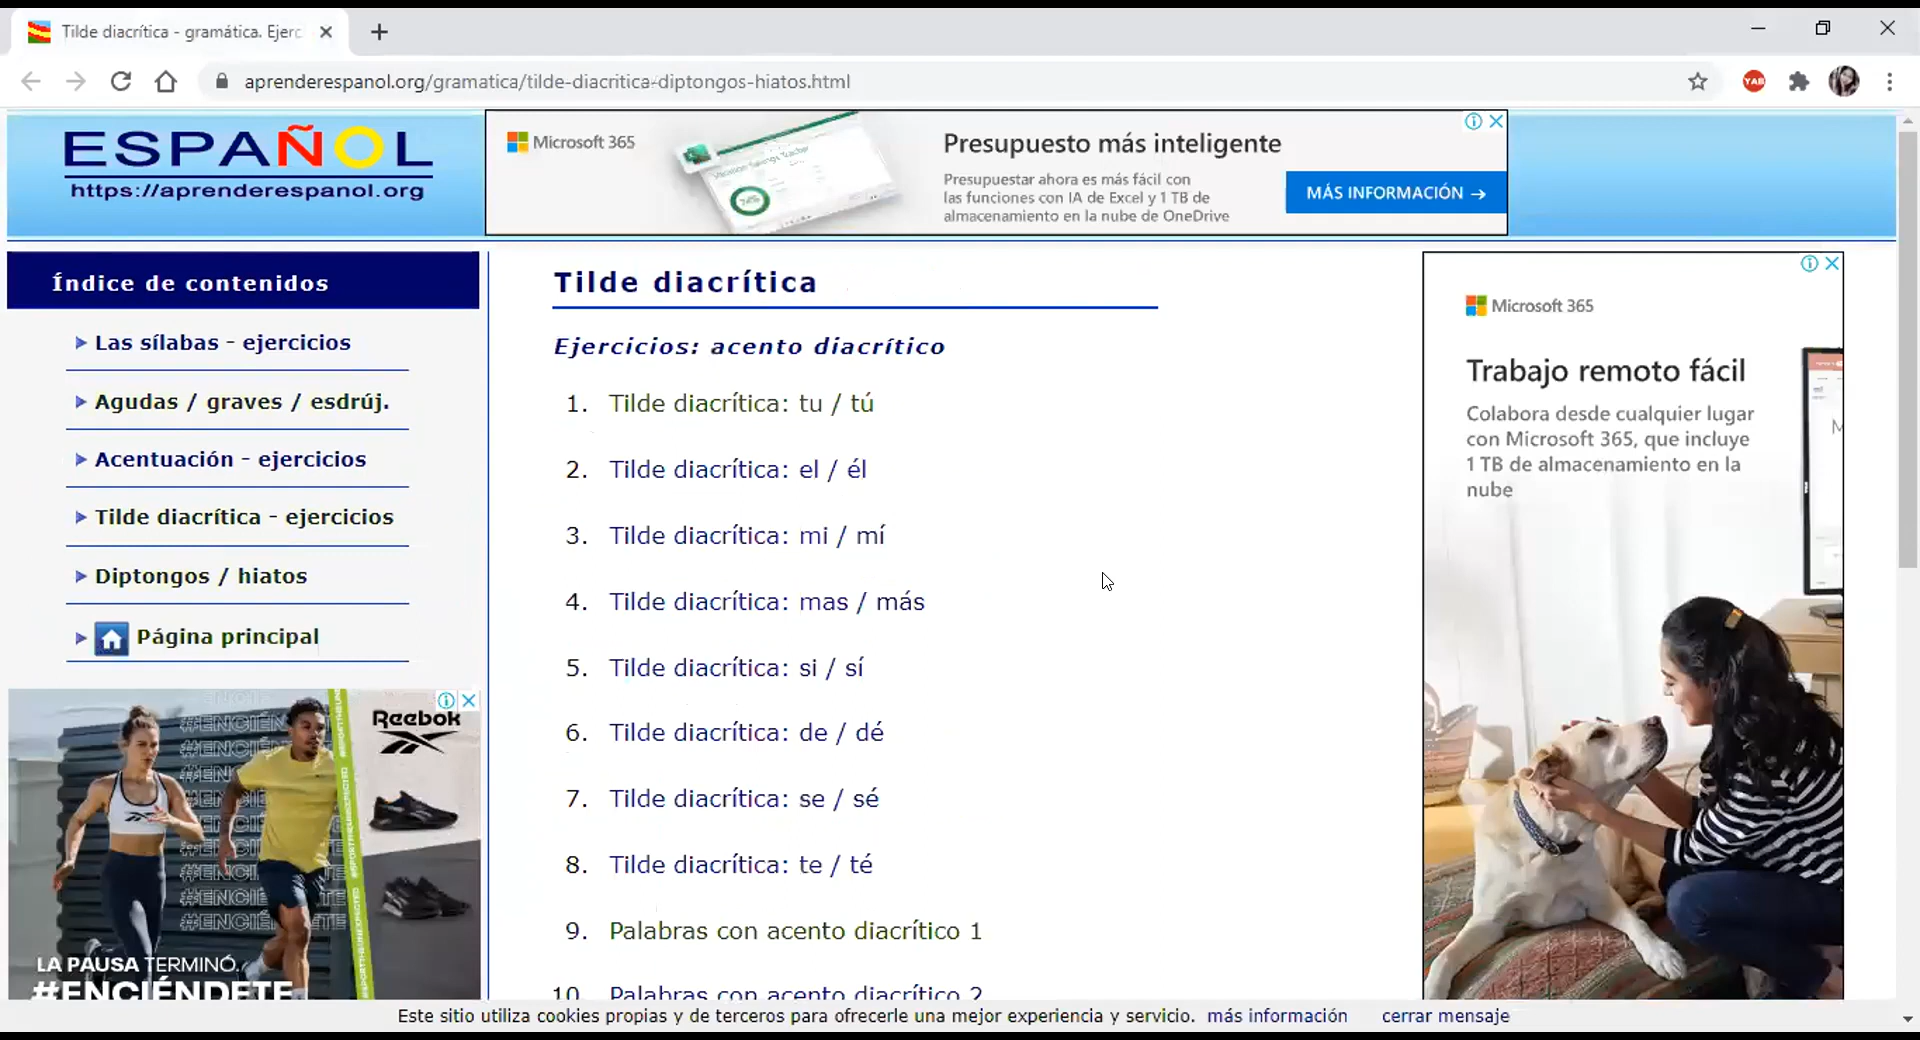 Tilde diacrítica - gramática. Ejerc
aprenderespanol.org/gramatica/tilde-diacritica-diptongos-hiatos.html
YAB
ESPAÑOL
https://aprenderespanol.org
Microsoft 365
Presupuesto más inteligente
Presupuestar ahora es más fácil con
las funciones con IA de Excel y 1 TB de
almacenamiento en la nube de OneDrive
MÁS INFORMACIÓN →
Índice de contenidos
Las sílabas - ejercicios
Agudas / graves / esdrúj.
Acentuación - ejercicios
Tilde diacrítica - ejercicios
Diptongos / hiatos
Página principal
Reebok
LA PAUSA TERMINÓ.
#ENCIÉNDETE
Tilde diacrítica
Ejercicios: acento diacrítico
1. Tilde diacrítica: tu / tú
2. Tilde diacrítica: el / él
3. Tilde diacrítica: mi / mí
4. Tilde diacrítica: mas / más
5. Tilde diacrítica: si / sí
6. Tilde diacrítica: de / dé
7. Tilde diacrítica: se / sé
8. Tilde diacrítica: te / té
9. Palabras con acento diacrítico 1
10. Palabras con acento diacrítico 2
Microsoft 365
Trabajo remoto fácil
Colabora desde cualquier lugar
con Microsoft 365, que incluye
1 TB de almacenamiento en la
nube
Este sitio utiliza cookies propias y de terceros para ofrecerle una mejor experiencia y servicio. más información cerrar mensaje